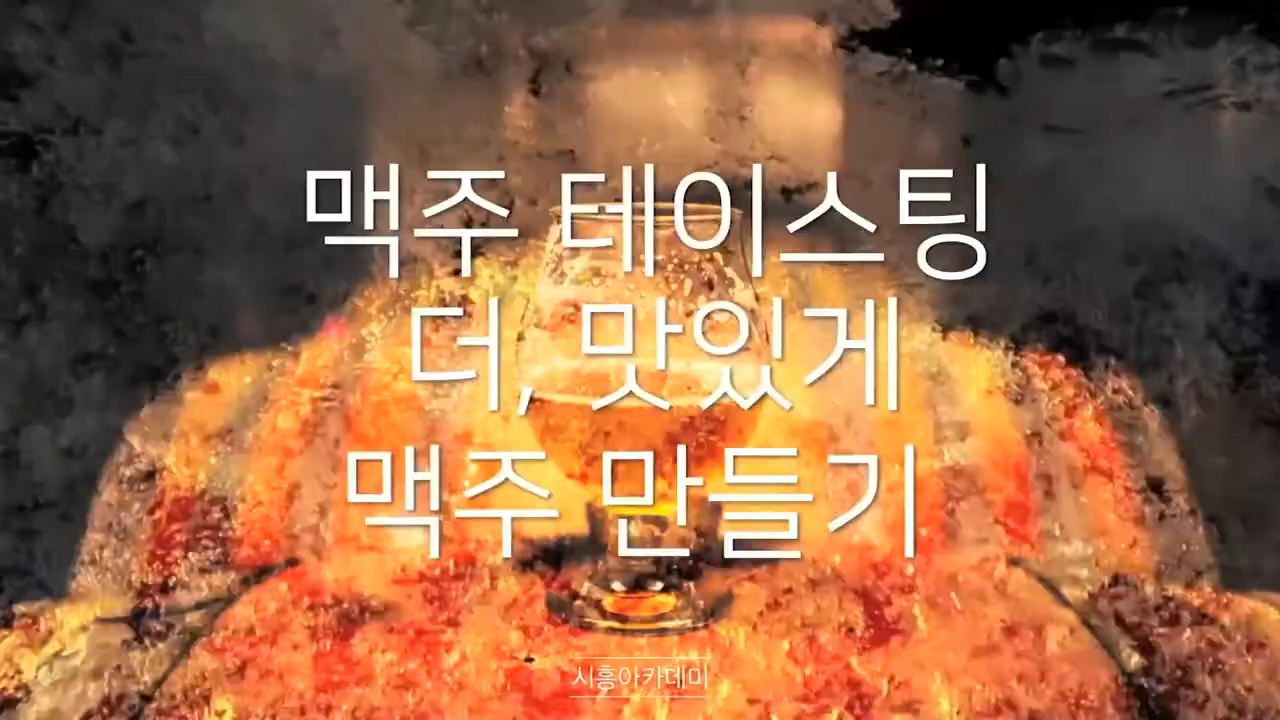 맥주 테이스팅
더, 맛있게
맥주 만들기
시흥아카데미